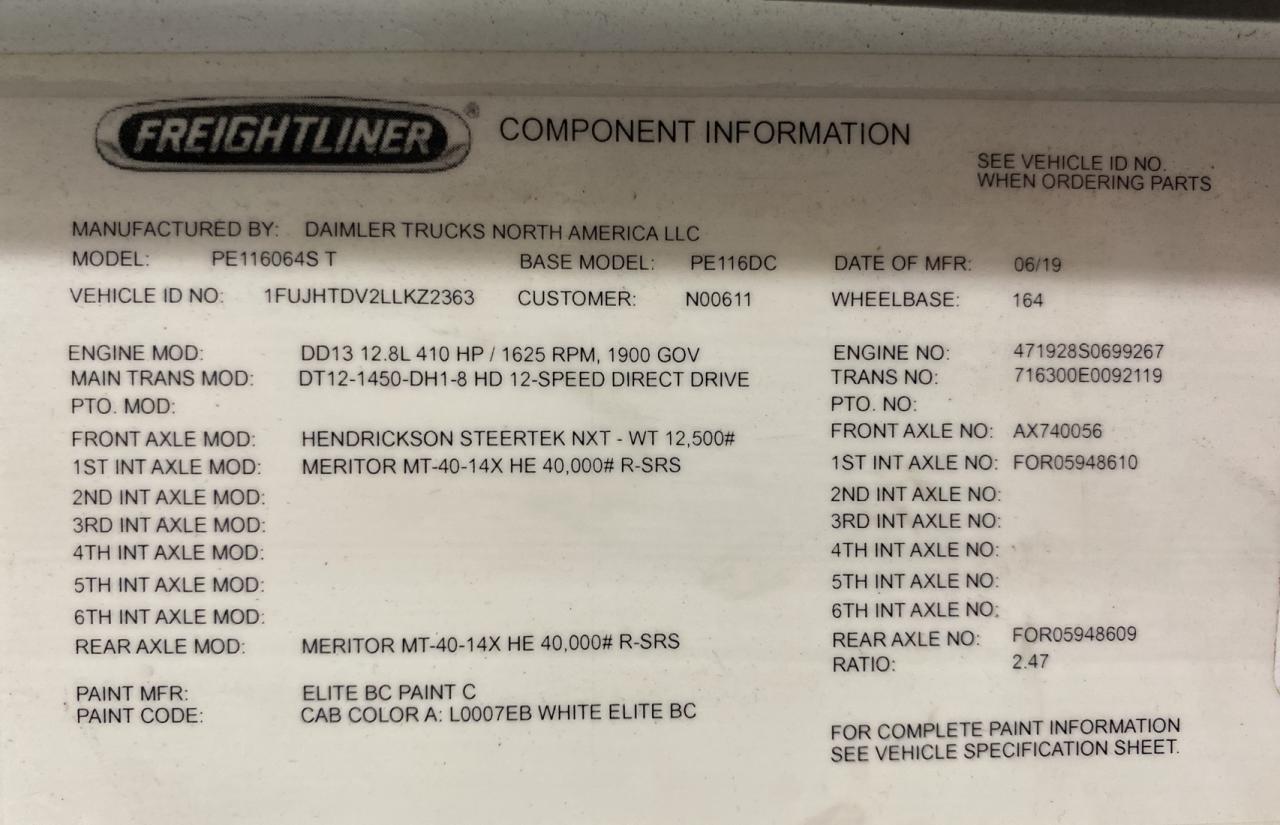 FREIGHTLINER® COMPONENT INFORMATION
SEE VEHICLE ID NO.
WHEN ORDERING PARTS
MANUFACTURED BY: DAIMLER TRUCKS NORTH AMERICA LLC
MODEL: PE116064S T BASE MODEL: PE116DC DATE OF MFR: 06/19
VEHICLE ID NO: 1FUJHTDV2LLKZ2363 CUSTOMER: N00611 WHEELBASE: 164
ENGINE MOD: DD13 12.8L 410 HP / 1625 RPM, 1900 GOV ENGINE NO: 471928S0699267
MAIN TRANS MOD: DT12-1450-DH1-8 HD 12-SPEED DIRECT DRIVE TRANS NO: 716300E0092119
PTO. MOD: PTO. NO:
FRONT AXLE MOD: HENDRICKSON STEERTEK NXT - WT 12,500# FRONT AXLE NO: AX740056
1ST INT AXLE MOD: MERITOR MT-40-14X HE 40,000# R-SRS 1ST INT AXLE NO: FOR05948610
2ND INT AXLE MOD: 2ND INT AXLE NO:
3RD INT AXLE MOD: 3RD INT AXLE NO:
4TH INT AXLE MOD: 4TH INT AXLE NO:
5TH INT AXLE MOD: 5TH INT AXLE NO:
6TH INT AXLE MOD: 6TH INT AXLE NO:
REAR AXLE MOD: MERITOR MT-40-14X HE 40,000# R-SRS REAR AXLE NO: FOR05948609
RATIO: 2.47
PAINT MFR: ELITE BC PAINT C
PAINT CODE: CAB COLOR A: L0007EB WHITE ELITE BC
FOR COMPLETE PAINT INFORMATION
SEE VEHICLE SPECIFICATION SHEET.